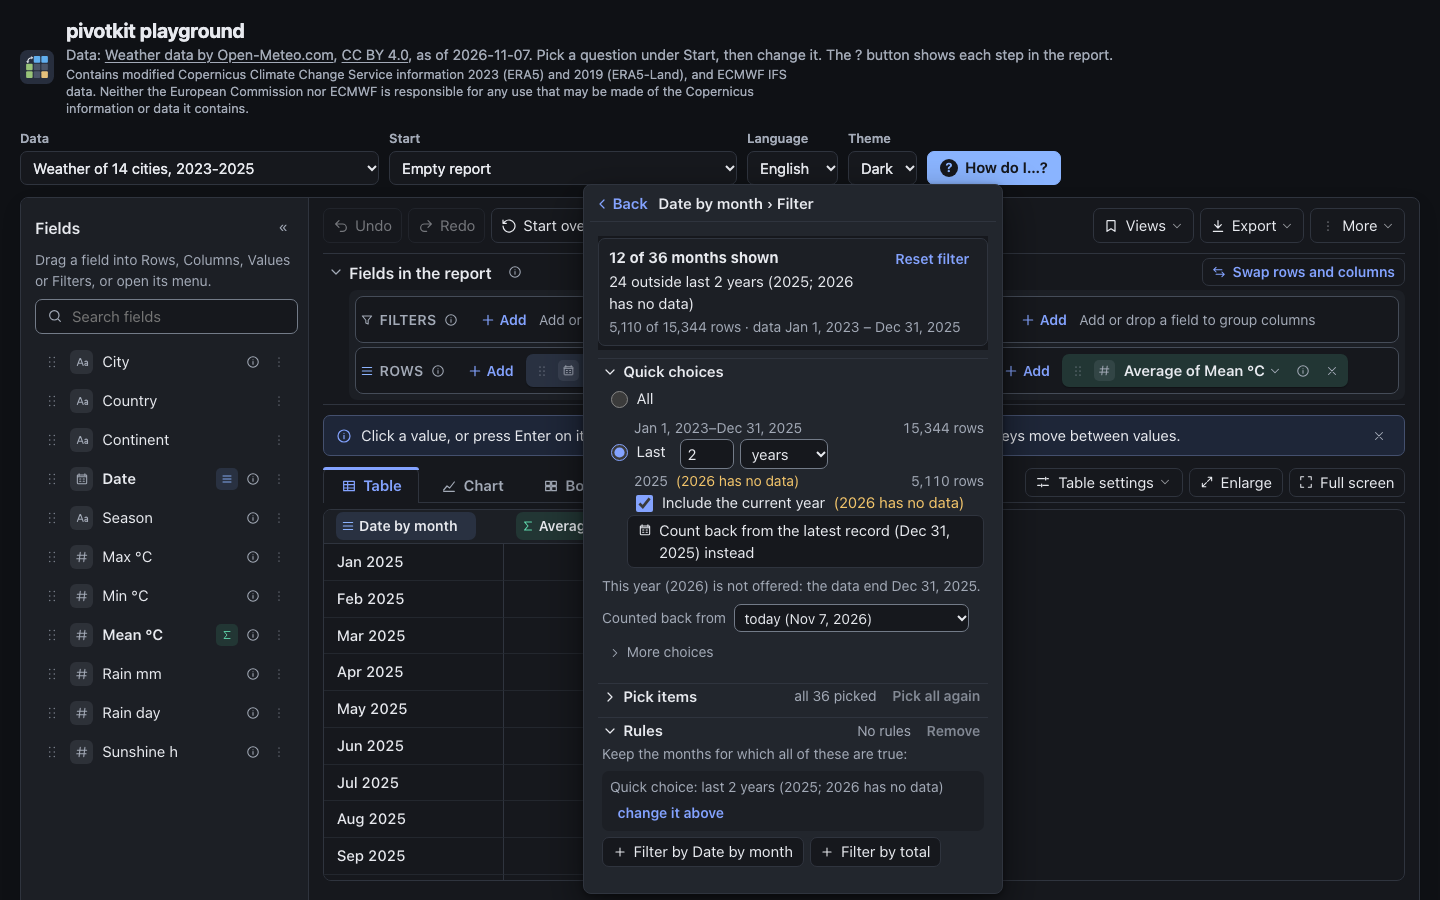 pivotkit playground
Data: Weather data by Open-Meteo.com, CC BY 4.0, as of 2026-11-07. Pick a question under Start, then change it. The ? button shows each step in the report.
Contains modified Copernicus Climate Change Service information 2023 (ERA5) and 2019 (ERA5-Land), and ECMWF IFS
data. Neither the European Commission nor ECMWF is responsible for any use that may be made of the Copernicus
information or data it contains.
Data
Start
Language
Theme
Weather of 14 cities, 2023-2025
Empty report
English
Dark
? How do I...?
Fields
«
Drag a field into Rows, Columns, Values
or Filters, or open its menu.
Search fields
Aa City
Aa Country
Aa Continent
Date
Aa Season
# Max °C
# Min °C
# Mean °C Σ
# Rain mm
# Rain day
# Sunshine h
Undo
Redo
Start ove
Views
Export
More
Fields in the report
Swap rows and columns
FILTERS
+ Add
Add or
+ Add
Add or drop a field to group columns
ROWS
+ Add
+ Add
# Average of Mean °C
Click a value, or press Enter on it
eys move between values.
Table
Chart
Bo
Table settings
Enlarge
Full screen
Date by month
Σ Averag
Jan 2025
Feb 2025
Mar 2025
Apr 2025
May 2025
Jun 2025
Jul 2025
Aug 2025
Sep 2025
Back
Date by month › Filter
12 of 36 months shown
Reset filter
24 outside last 2 years (2025; 2026
has no data)
5,110 of 15,344 rows · data Jan 1, 2023 – Dec 31, 2025
Quick choices
All
Jan 1, 2023–Dec 31, 2025
15,344 rows
Last 2 years
2025 (2026 has no data)
5,110 rows
Include the current year (2026 has no data)
Count back from the latest record (Dec 31,
2025) instead
This year (2026) is not offered: the data end Dec 31, 2025.
Counted back from today (Nov 7, 2026)
More choices
Pick items
all 36 picked
Pick all again
Rules
No rules
Remove
Keep the months for which all of these are true:
Quick choice: last 2 years (2025; 2026 has no data)
change it above
+ Filter by Date by month
+ Filter by total